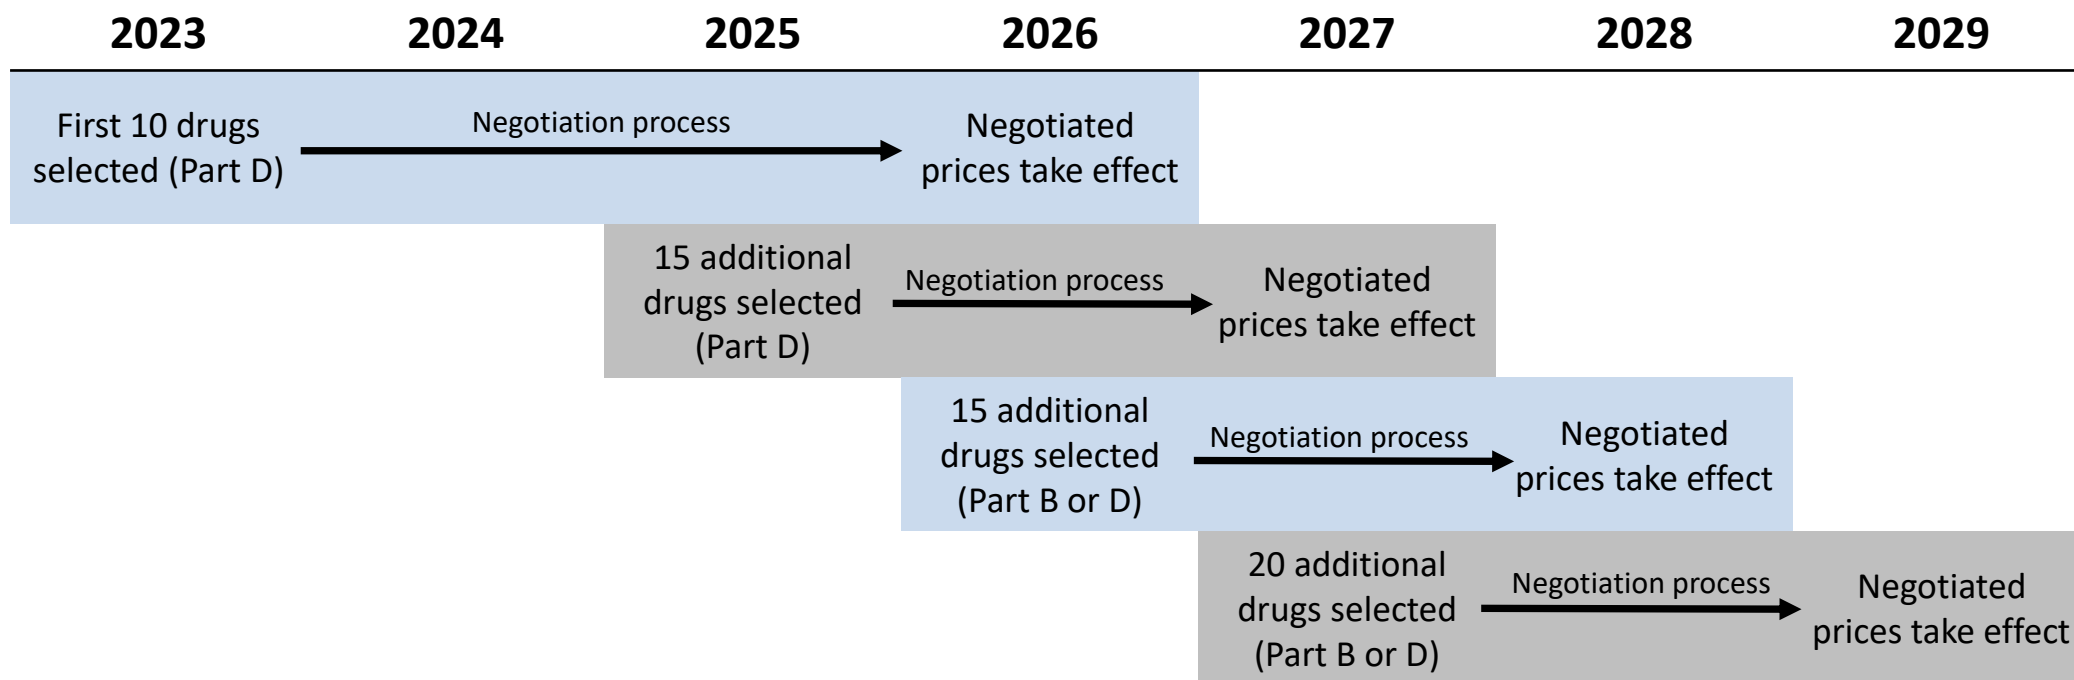 2023 2024 2025 2026 2027 2028 2029
First 10 drugs
selected (Part D)
Negotiation process
Negotiated
prices take effect
15 additional
drugs selected
(Part D)
Negotiation process
Negotiated
prices take effect
15 additional
drugs selected
(Part B or D)
Negotiation process
Negotiated
prices take effect
20 additional
drugs selected
(Part B or D)
Negotiation process
Negotiated
prices take effect